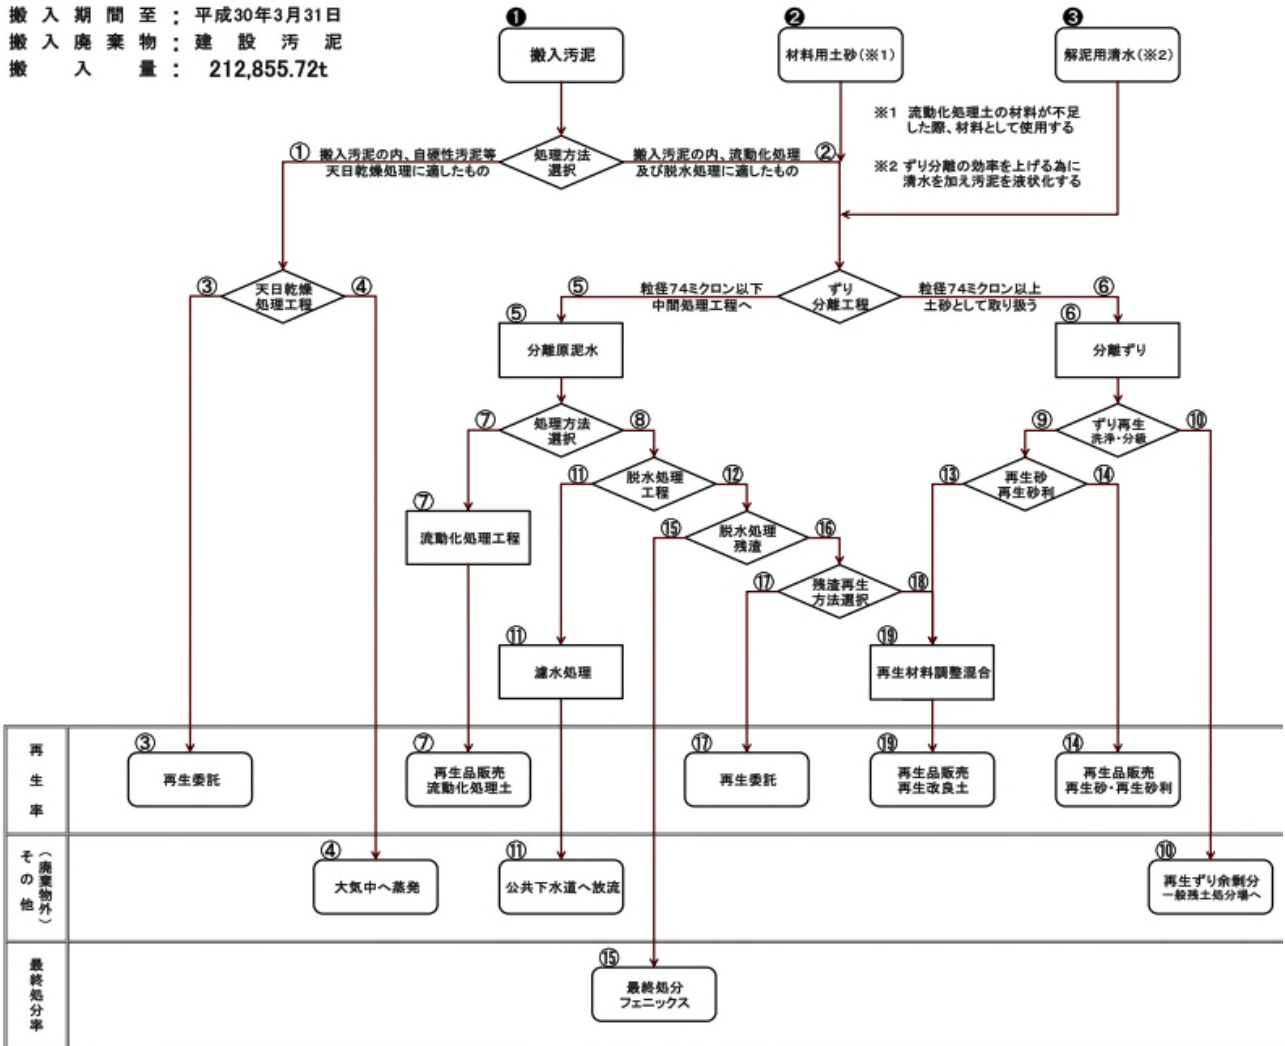 搬入期間至：平成30年3月31日
搬入廃棄物：建設汚泥
搬入量：212,855.72t
❶
搬入汚泥
❷
材料用土砂(※1)
❸
解泥用清水(※2)
※1 流動化処理土の材料が不足
した際、材料として使用する
※2 ずり分離の効率を上げる為に
清水を加え汚泥を液状化する
①
搬入汚泥の内、自硬性汚泥等
天日乾燥処理に適したもの
処理方法
選択
搬入汚泥の内、流動化処理
及び脱水処理に適したもの
②
③
天日乾燥
処理工程
④
⑤
粒径74ミクロン以下
中間処理工程へ
ずり
分離工程
粒径74ミクロン以上
土砂として取り扱う
⑥
⑤
分離原泥水
⑥
分離ずり
⑦
処理方法
選択
⑧
⑨
ずり再生
洗浄・分級
⑩
⑪
脱水処理
工程
⑫
⑬
再生砂
再生砂利
⑭
⑦
流動化処理工程
⑮
脱水処理
残渣
⑯
⑰
残渣再生
方法選択
⑱
⑪
濾水処理
⑲
再生材料調整混合
再生率
③
再生委託
⑦
再生品販売
流動化処理土
⑰
再生委託
⑲
再生品販売
再生改良土
⑭
再生品販売
再生砂・再生砂利
その他
（廃棄物外）
④
大気中へ蒸発
⑪
公共下水道へ放流
⑩
再生ずり余剰分
一般残土処分場へ
最終処分率
⑮
最終処分
フェニックス